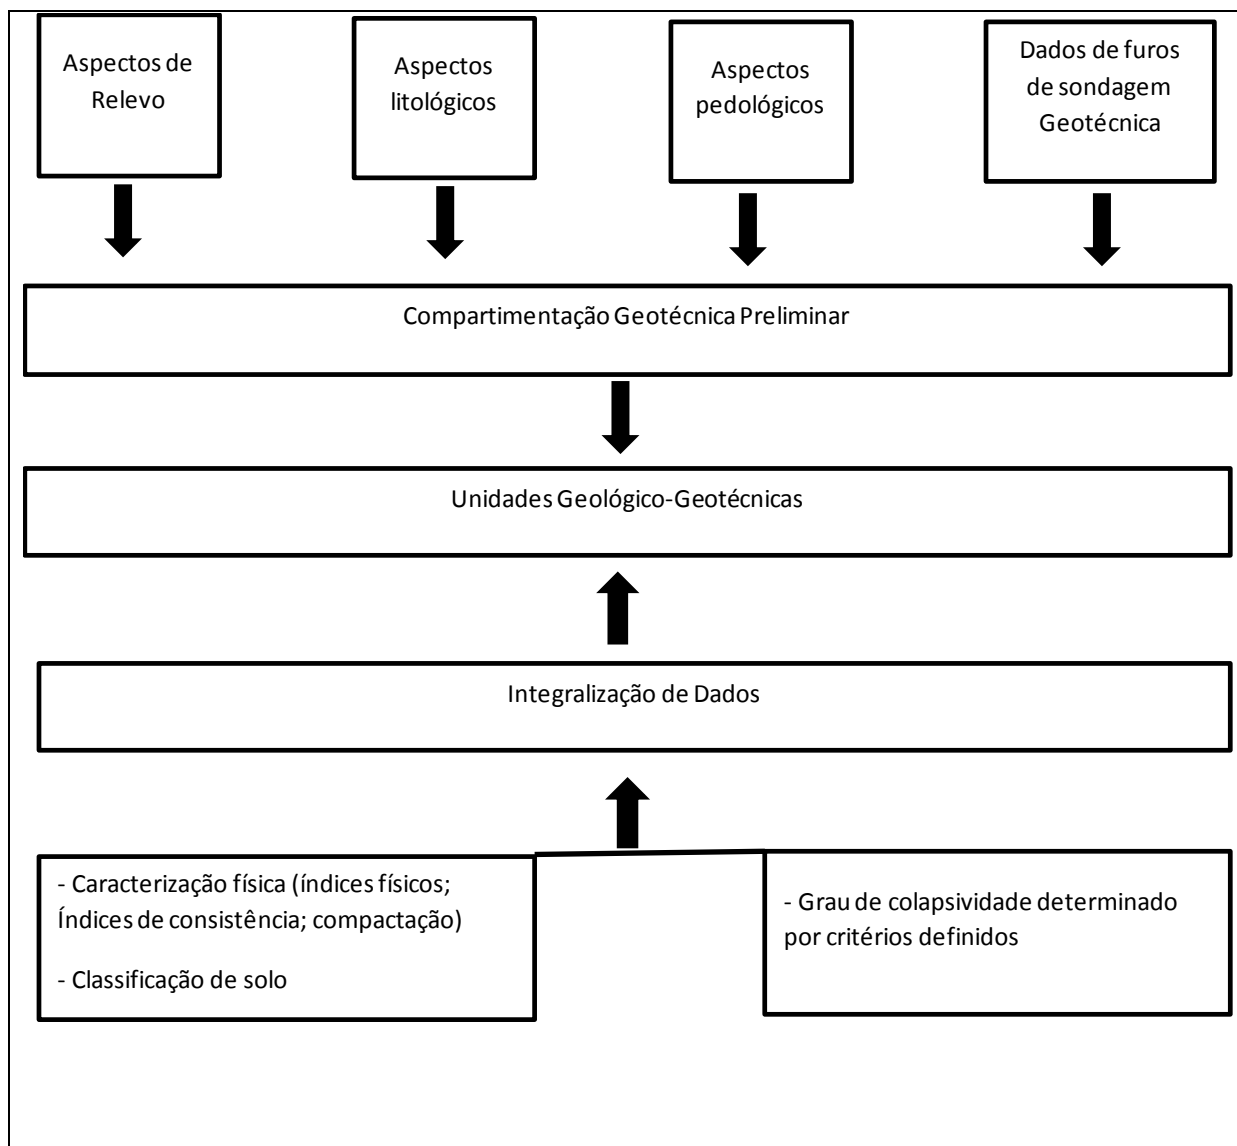 Aspectos de
Relevo
Aspectos
litológicos
Aspectos
pedológicos
Dados de furos
de sondagem
Geotécnica
Compartimentação Geotécnica Preliminar
Unidades Geológico-Geotécnicas
Integralização de Dados
- Caracterização física (índices físicos;
Índices de consistência; compactação)
- Classificação de solo
- Grau de colapsividade determinado
por critérios definidos